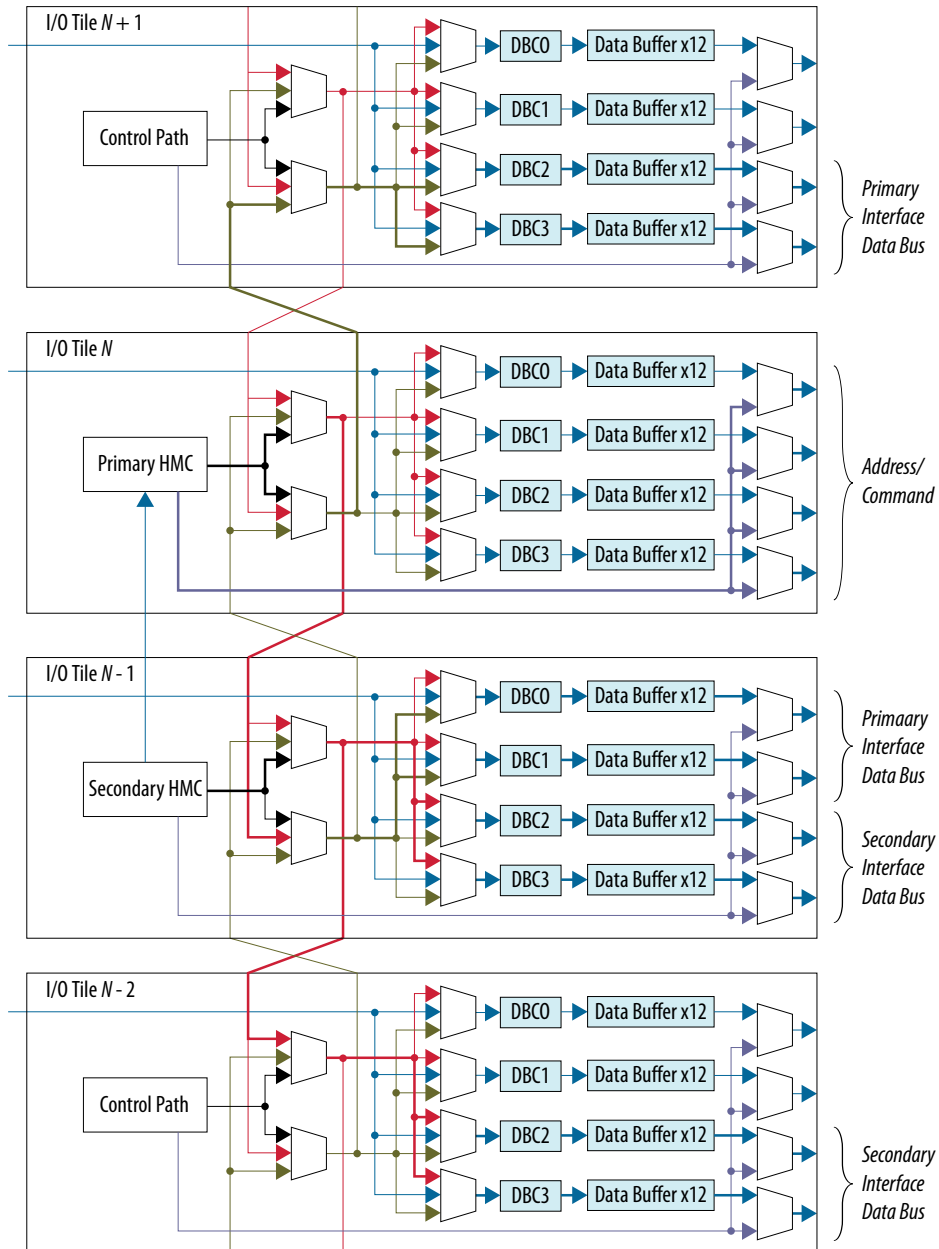 I/O Tile N + 1
DBC0
Data Buffer x12
Control Path
DBC1
Data Buffer x12
DBC2
Data Buffer x12
DBC3
Data Buffer x12
Primary
Interface
Data Bus
I/O Tile N
DBC0
Data Buffer x12
Primary HMC
DBC1
Data Buffer x12
DBC2
Data Buffer x12
DBC3
Data Buffer x12
Address/
Command
I/O Tile N - 1
DBC0
Data Buffer x12
Secondary HMC
DBC1
Data Buffer x12
DBC2
Data Buffer x12
DBC3
Data Buffer x12
Primaary
Interface
Data Bus
Secondary
Interface
Data Bus
I/O Tile N - 2
DBC0
Data Buffer x12
Control Path
DBC1
Data Buffer x12
DBC2
Data Buffer x12
DBC3
Data Buffer x12
Secondary
Interface
Data Bus